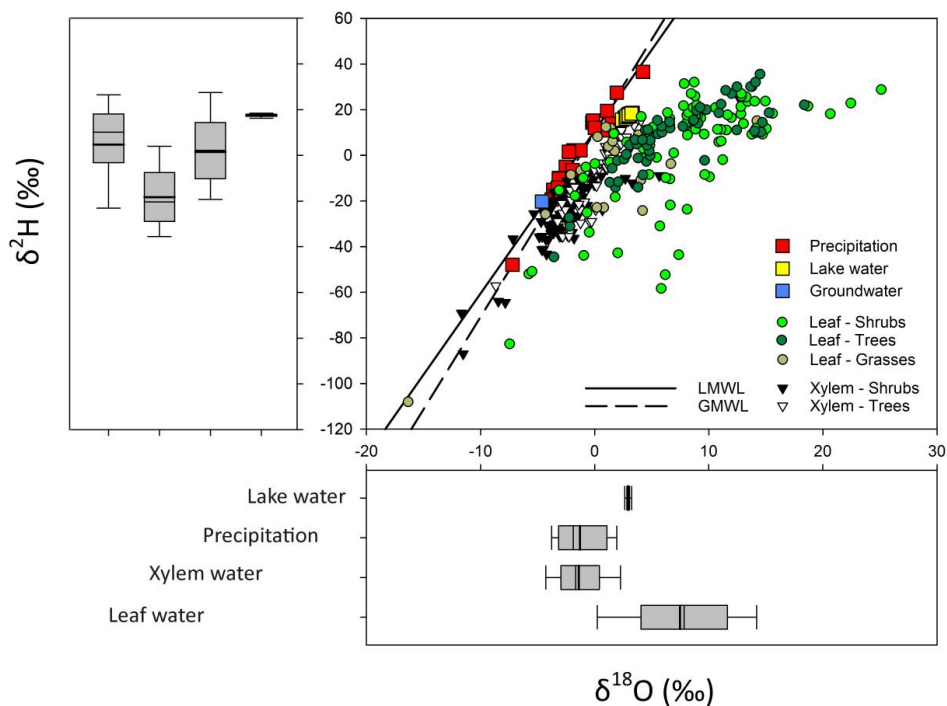 δ²H (‰)
60
40
20
0
-20
-40
-60
-80
-100
-120
Precipitation
Lake water
Groundwater
Leaf - Shrubs
Leaf - Trees
Leaf - Grasses
LMWL
Xylem - Shrubs
GMWL
Xylem - Trees
-20 -10 0 10 20 30
Lake water
Precipitation
Xylem water
Leaf water
δ¹⁸O (‰)